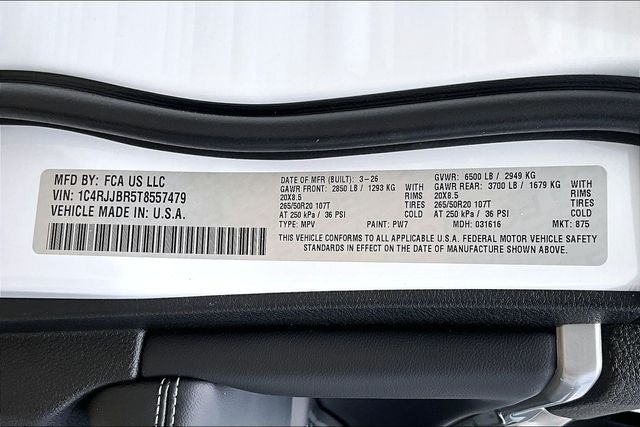 MFD BY: FCA US LLC
VIN: 1C4RJJBR5T8557479
VEHICLE MADE IN U.S.A.
DATE OF MFR (BUILT): 3-26
GAWR FRONT: 2850 LB / 1293 KG WITH
20X8.5 RIMS
265/50R20 107T TIRES
AT 250 kPa / 36 PSI
GVWR: 6500 LB / 2949 KG
GAWR REAR: 3700 LB / 1679 KG WITH
20X8.5 RIMS
265/50R20 107T TIRES
AT 250 kPa / 36 PSI
TYPE: MPV PAINT: PW7 MDH: 031616 MKT: 875
THIS VEHICLE CONFORMS TO ALL APPLICABLE U.S.A. FEDERAL MOTOR VEHICLE SAFETY
STANDARDS IN EFFECT ON THE DATE OF MANUFACTURE SHOWN ABOVE.